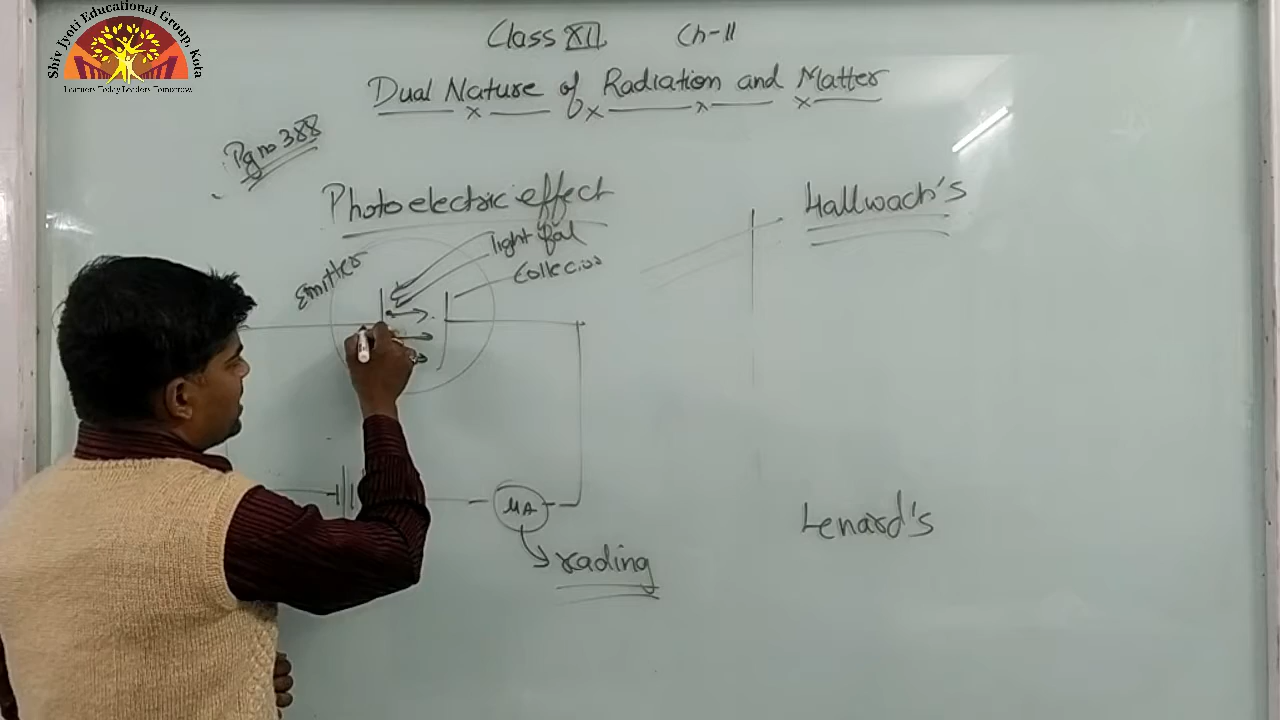 Shiv Jyoti Educational Group, Kota
Learners Today Leaders Tomorrow
Class XII Ch-11
Dual Nature of Radiation and Matter
Pg no 388
Photoelectric effect
Hallwach's
light fal
Emitter
μA
rading
Lenard's